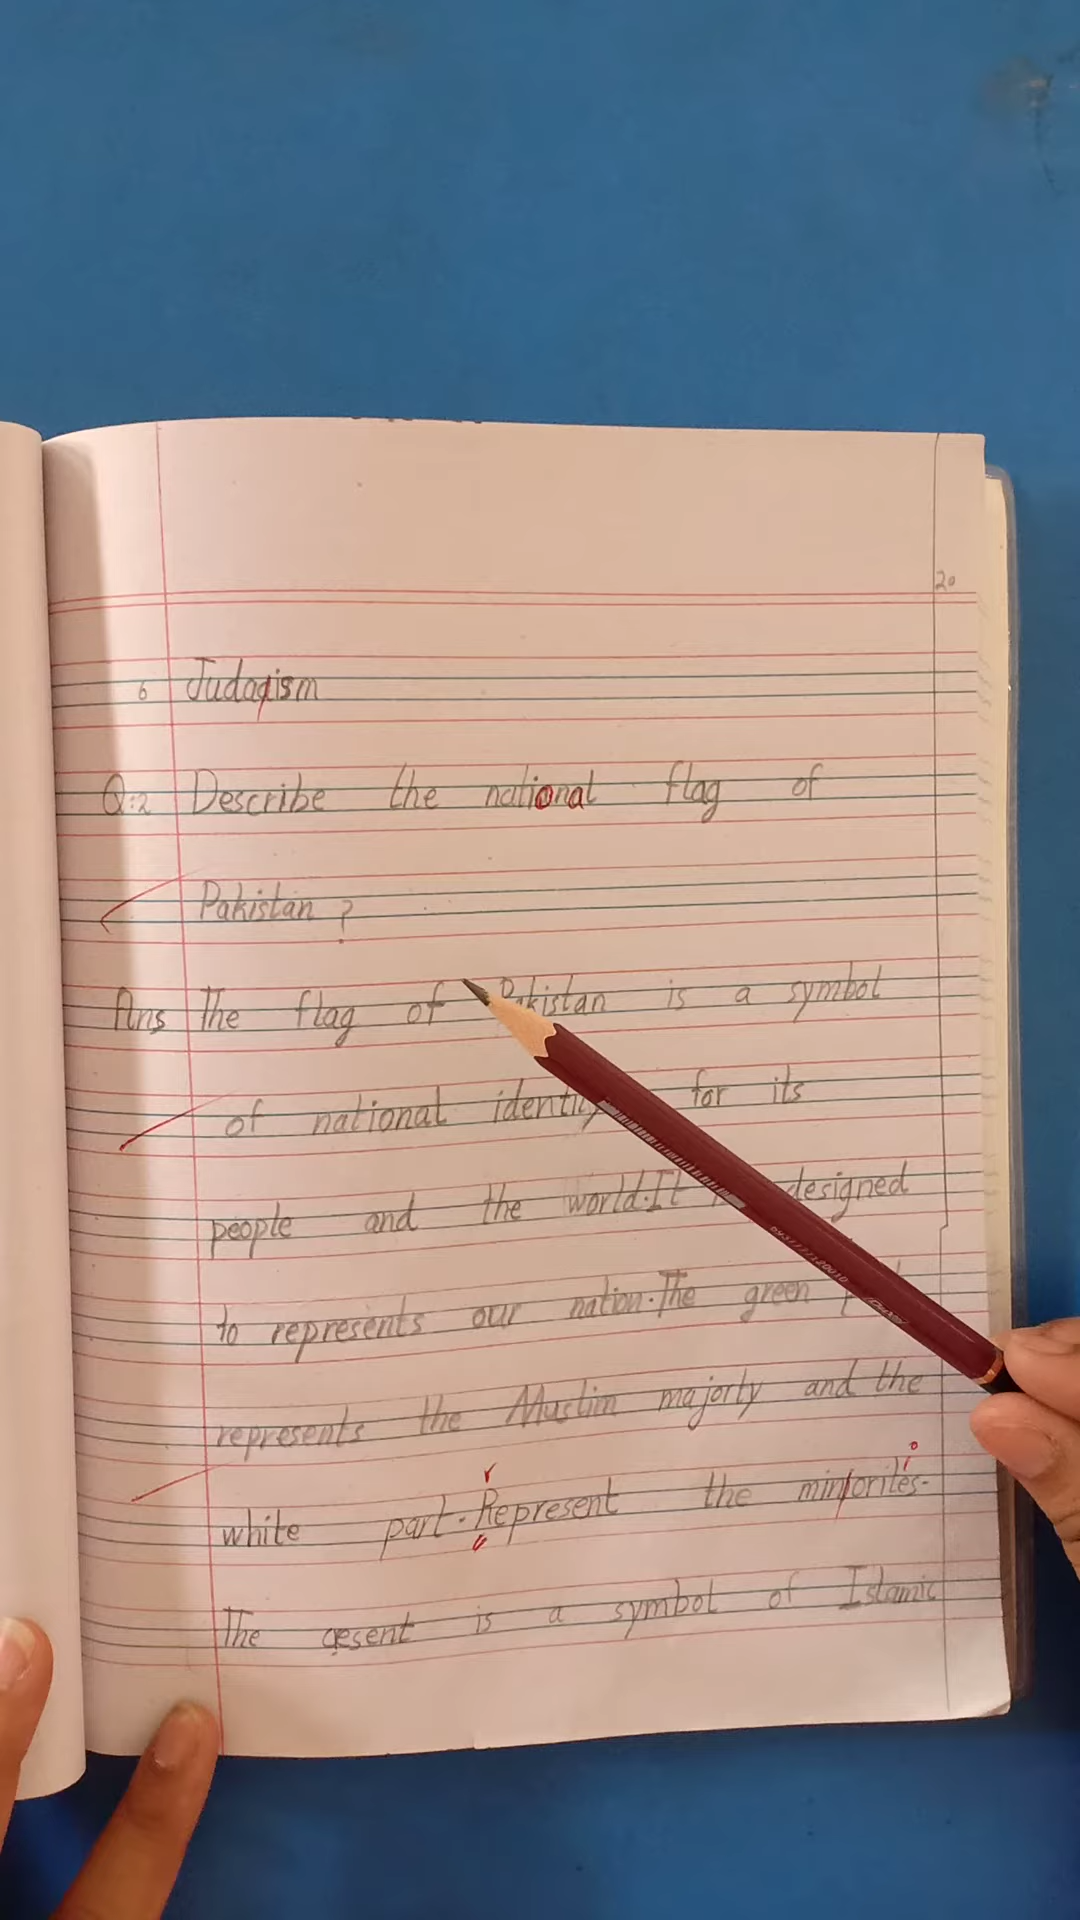 20
6 Judaqism
Q:2 Describe the national flag of
Pakistan ?
Ans The flag of Pakistan is a symbol
of national identity for its
people and the world.It designed
to represents our nation.The green
represents the Muslim majorty and the
white part.Represent the minorites.
The cresent is a symbol of Islamic